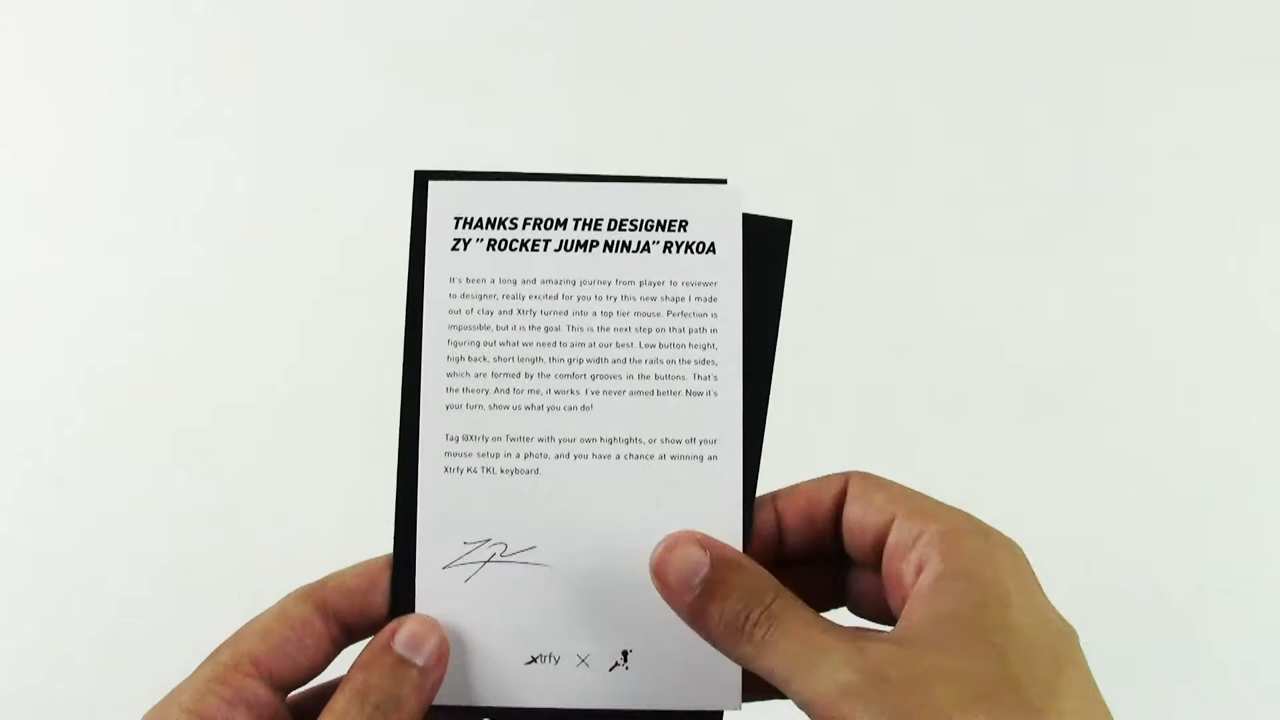 THANKS FROM THE DESIGNER
ZY ” ROCKET JUMP NINJA” RYKOA
It's been a long and amazing journey from player to reviewer
to designer, really excited for you to try this new shape I made
out of clay and Xtrfy turned into a top tier mouse. Perfection is
impossible, but it is the goal. This is the next step on that path in
figuring out what we need to aim at our best. Low button height,
high back, short length, thin grip width and the rails on the sides,
which are formed by the comfort grooves in the buttons. That's
the theory. And for me, it works. I've never aimed better. Now it's
your turn, show us what you can do!
Tag @Xtrfy on Twitter with your own highlights, or show off your
mouse setup in a photo, and you have a chance at winning an
Xtrfy K4 TKL keyboard.
xtrfy